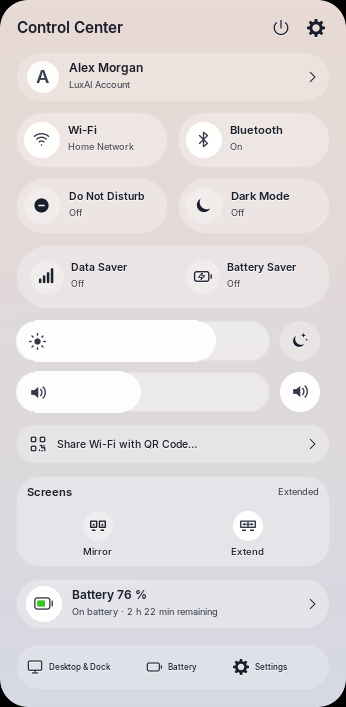 Control Center
A
Alex Morgan
LuxAI Account
Wi-Fi
Home Network
Bluetooth
On
Do Not Disturb
Off
Dark Mode
Off
Data Saver
Off
Battery Saver
Off
Share Wi-Fi with QR Code...
Screens
Extended
Mirror
Extend
Battery 76 %
On battery · 2 h 22 min remaining
Desktop & Dock
Battery
Settings